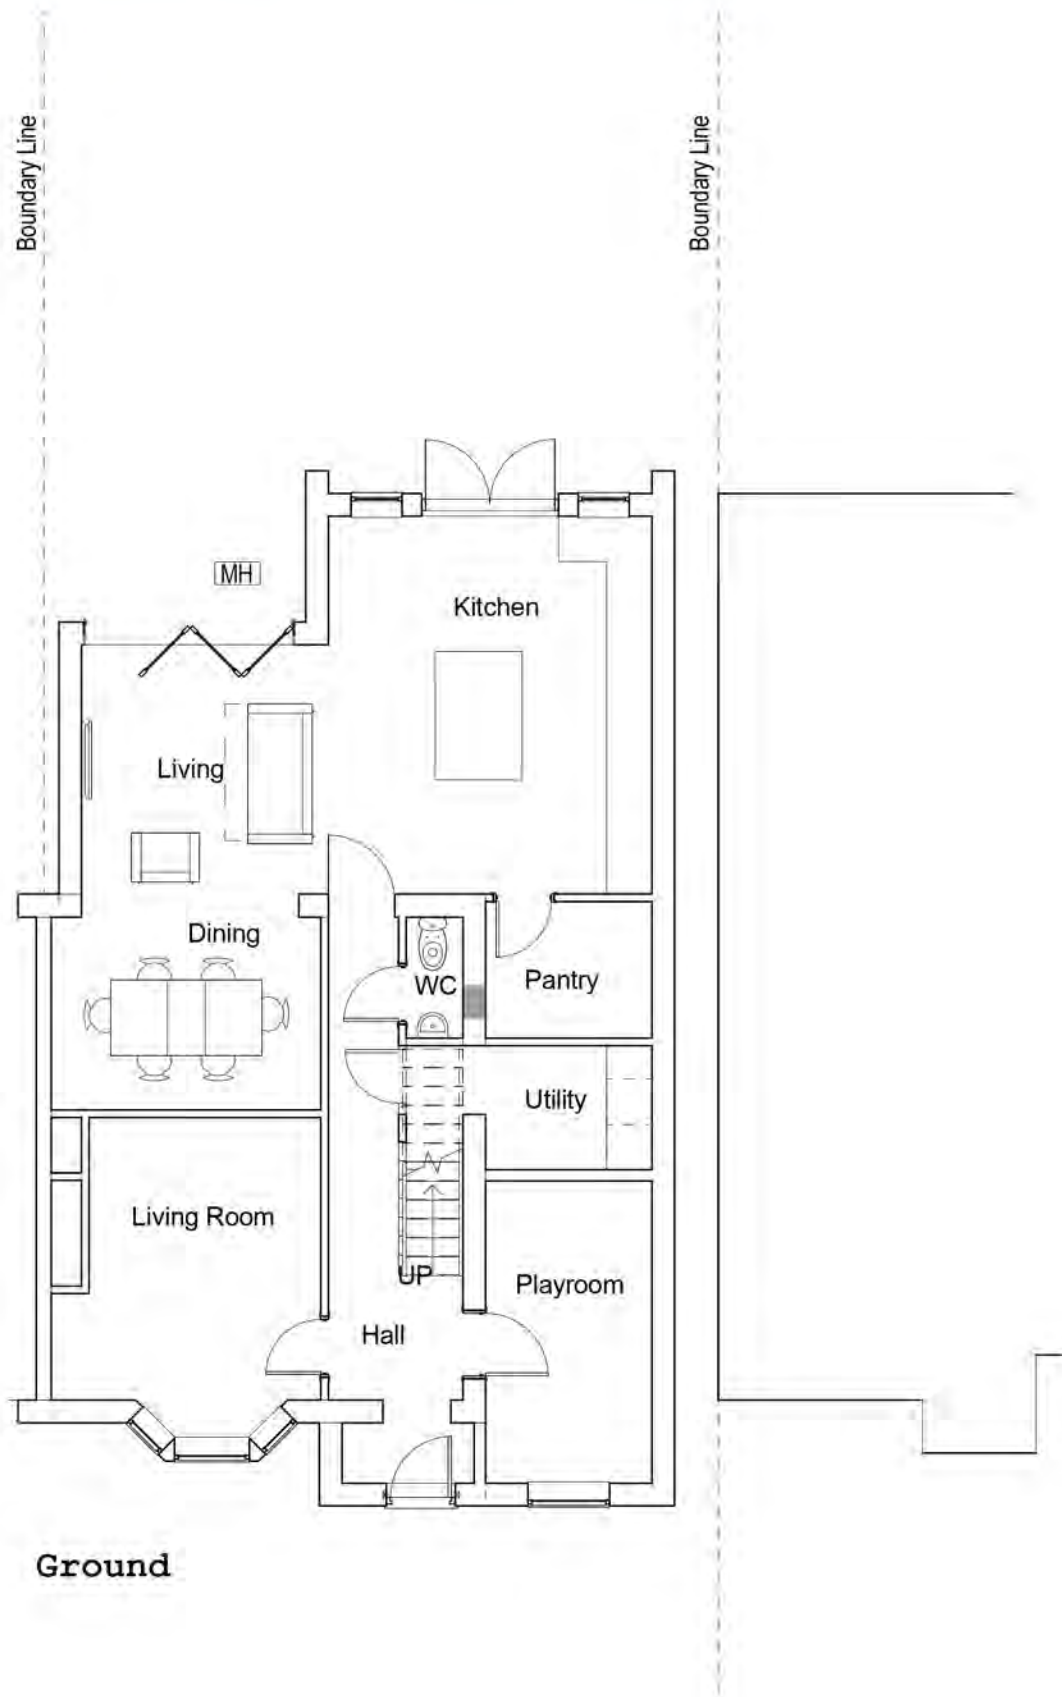 Boundary Line
Boundary Line
MH
Kitchen
Living
Dining
WC
Pantry
Utility
Living Room
UP
Playroom
Hall
Ground